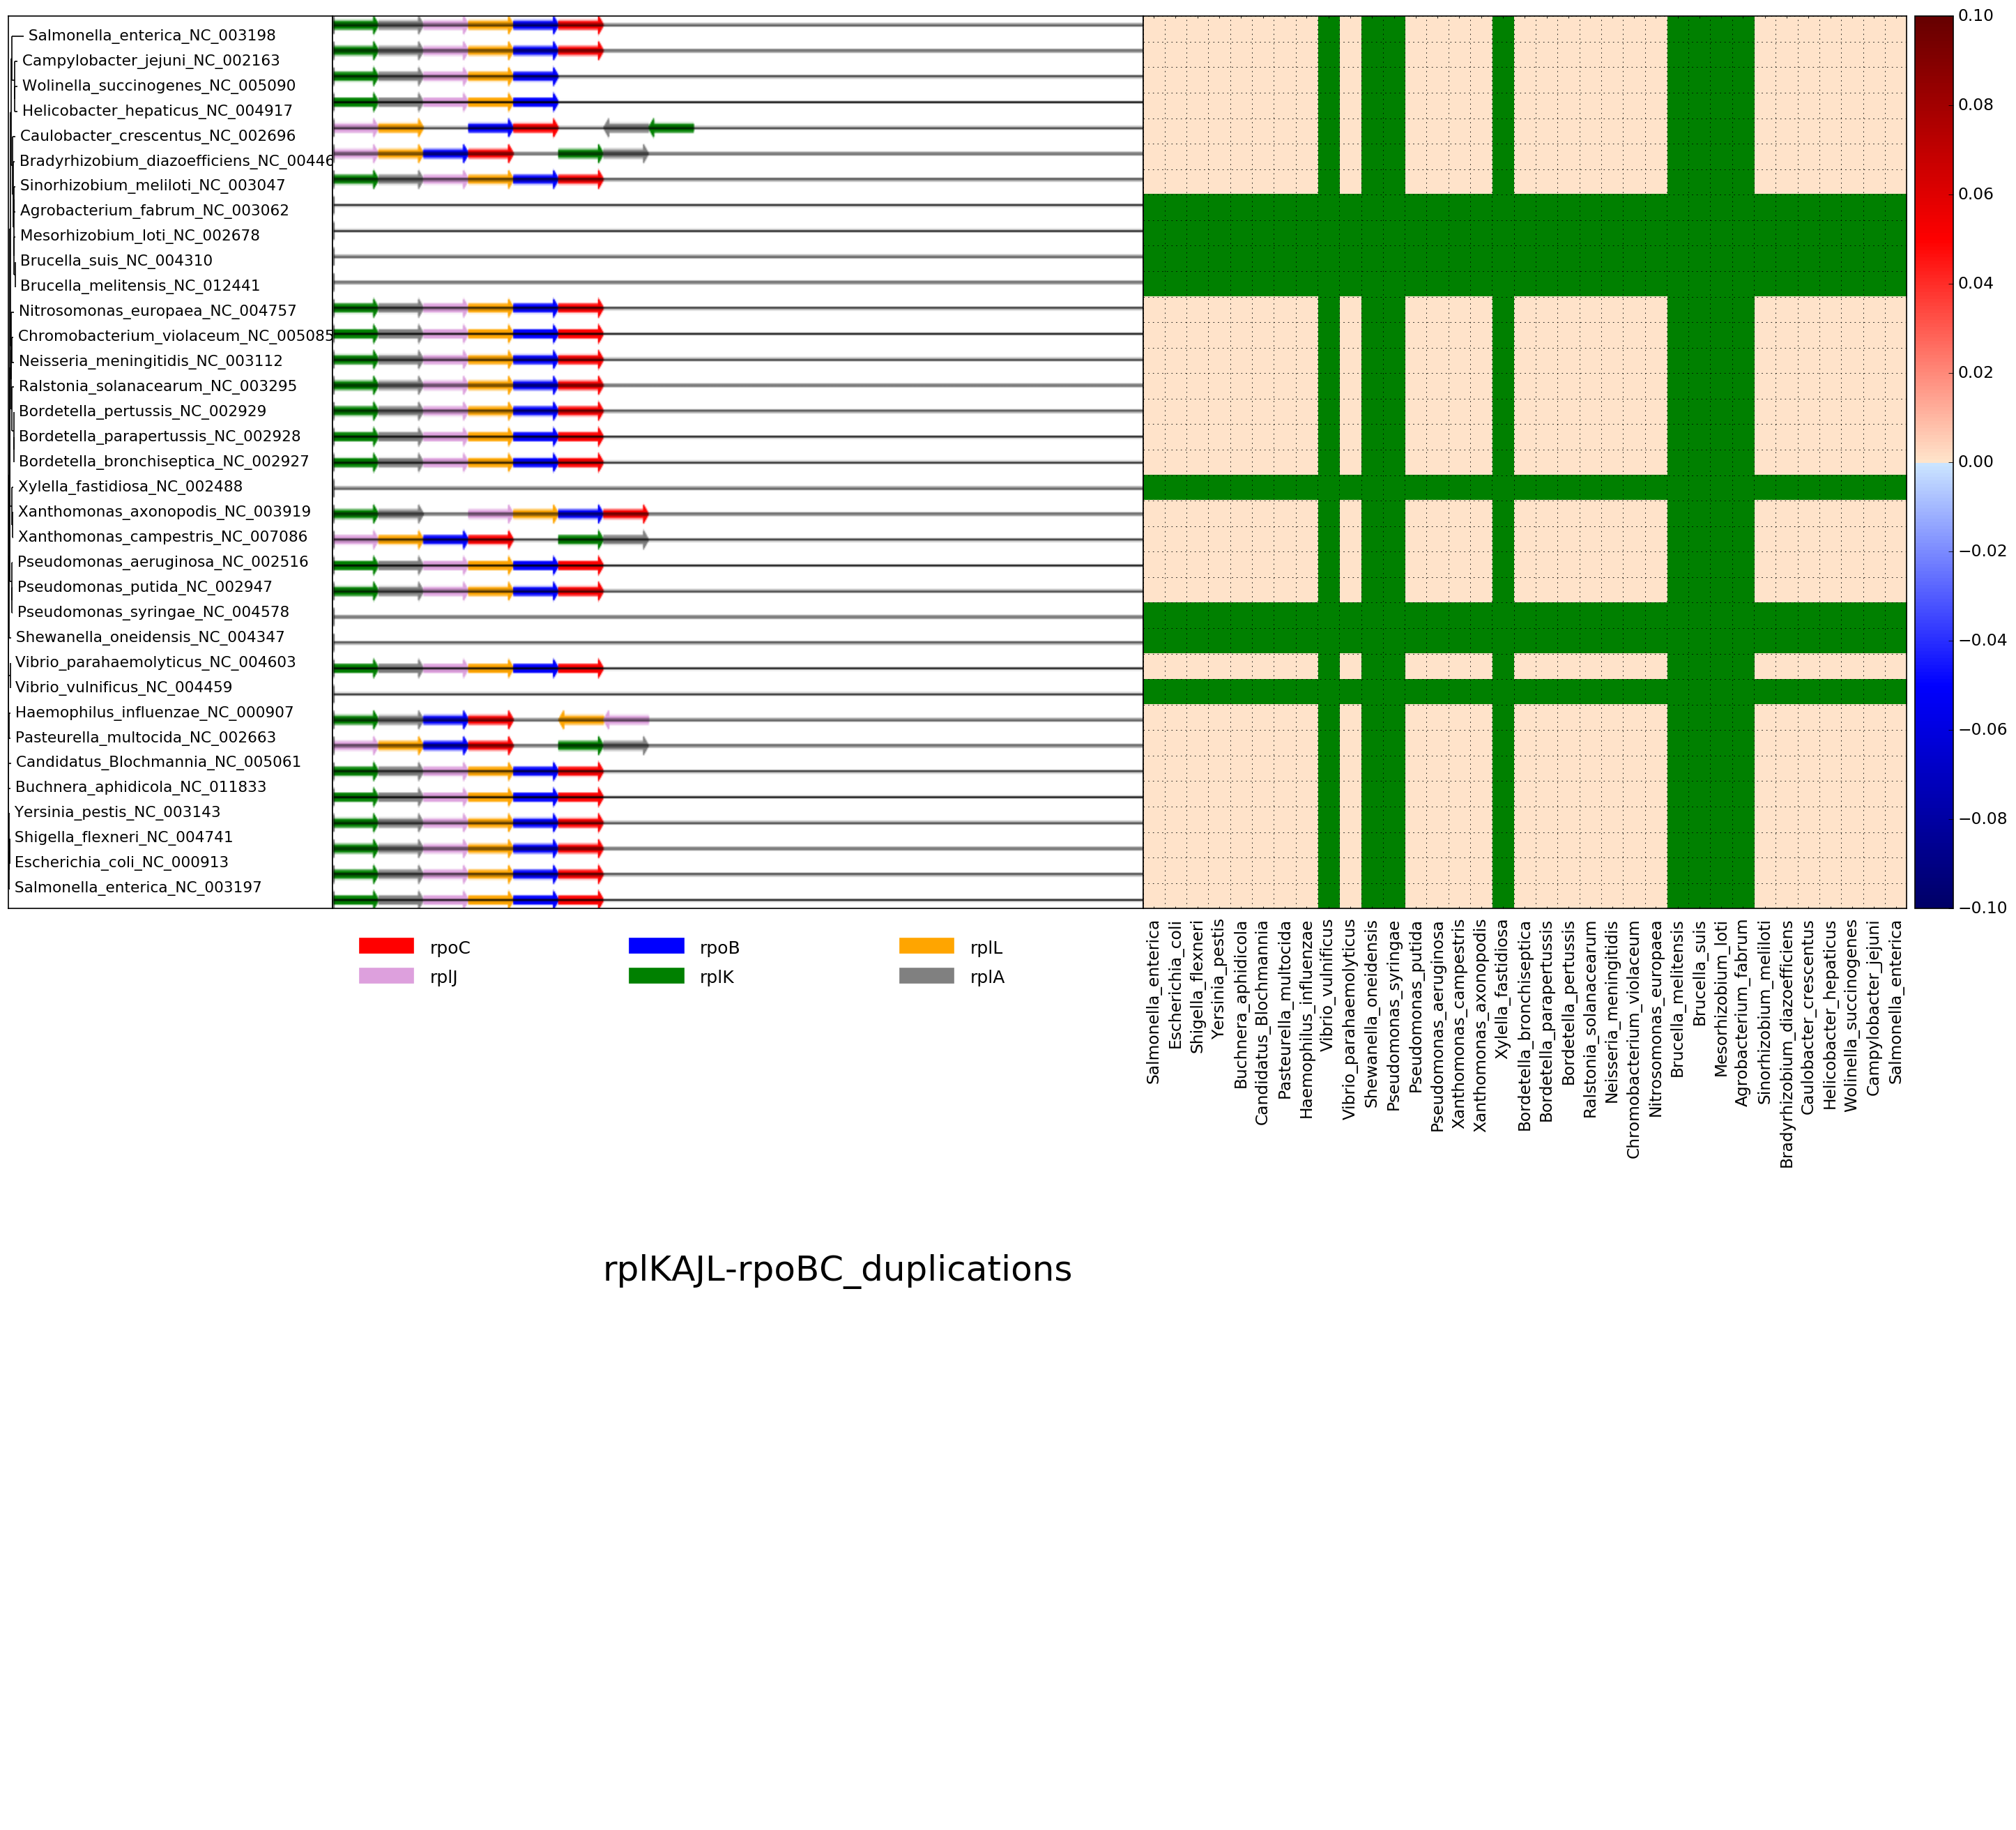 Salmonella_enterica_NC_003198
Campylobacter_jejuni_NC_002163
Wolinella_succinogenes_NC_005090
Helicobacter_hepaticus_NC_004917
Caulobacter_crescentus_NC_002696
Bradyrhizobium_diazoefficiens_NC_00446
Sinorhizobium_meliloti_NC_003047
Agrobacterium_fabrum_NC_003062
Mesorhizobium_loti_NC_002678
Brucella_suis_NC_004310
Brucella_melitensis_NC_012441
Nitrosomonas_europaea_NC_004757
Chromobacterium_violaceum_NC_005085
Neisseria_meningitidis_NC_003112
Ralstonia_solanacearum_NC_003295
Bordetella_pertussis_NC_002929
Bordetella_parapertussis_NC_002928
Bordetella_bronchiseptica_NC_002927
Xylella_fastidiosa_NC_002488
Xanthomonas_axonopodis_NC_003919
Xanthomonas_campestris_NC_007086
Pseudomonas_aeruginosa_NC_002516
Pseudomonas_putida_NC_002947
Pseudomonas_syringae_NC_004578
Shewanella_oneidensis_NC_004347
Vibrio_parahaemolyticus_NC_004603
Vibrio_vulnificus_NC_004459
Haemophilus_influenzae_NC_000907
Pasteurella_multocida_NC_002663
Candidatus_Blochmannia_NC_005061
Buchnera_aphidicola_NC_011833
Yersinia_pestis_NC_003143
Shigella_flexneri_NC_004741
Escherichia_coli_NC_000913
Salmonella_enterica_NC_003197
0.10
0.08
0.06
0.04
0.02
0.00
−0.02
−0.04
−0.06
−0.08
−0.10
Salmonella_enterica
Escherichia_coli
Shigella_flexneri
Yersinia_pestis
Buchnera_aphidicola
Candidatus_Blochmannia
Pasteurella_multocida
Haemophilus_influenzae
Vibrio_vulnificus
Vibrio_parahaemolyticus
Shewanella_oneidensis
Pseudomonas_syringae
Pseudomonas_putida
Pseudomonas_aeruginosa
Xanthomonas_campestris
Xanthomonas_axonopodis
Xylella_fastidiosa
Bordetella_bronchiseptica
Bordetella_parapertussis
Bordetella_pertussis
Ralstonia_solanacearum
Neisseria_meningitidis
Chromobacterium_violaceum
Nitrosomonas_europaea
Brucella_melitensis
Brucella_suis
Mesorhizobium_loti
Agrobacterium_fabrum
Sinorhizobium_meliloti
Bradyrhizobium_diazoefficiens
Caulobacter_crescentus
Helicobacter_hepaticus
Wolinella_succinogenes
Campylobacter_jejuni
Salmonella_enterica
rpoC rpoB rplL
rplJ rplK rplA
rplKAJL-rpoBC_duplications